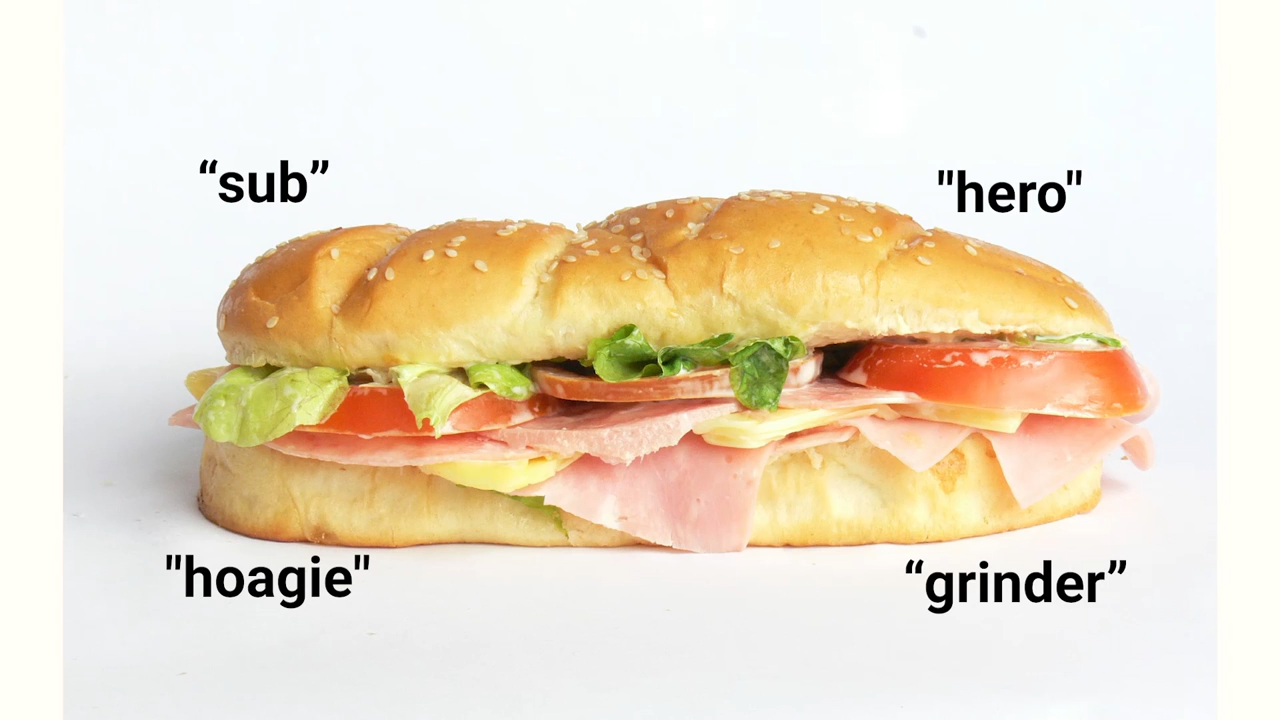 “sub”
"hero"
"hoagie"
“grinder”